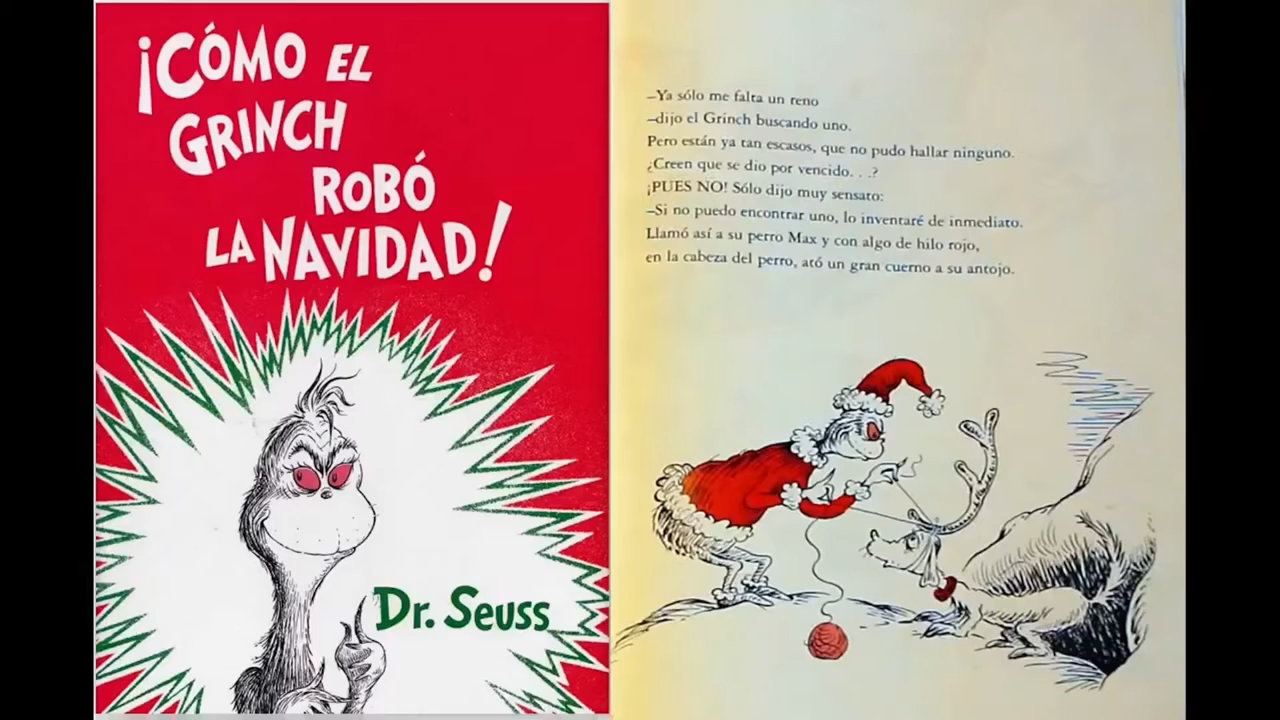 ¡CÓMO EL
GRINCH
ROBÓ
LA NAVIDAD!
Dr. Seuss
–Ya sólo me falta un reno
–dijo el Grinch buscando uno.
Pero están ya tan escasos, que no pudo hallar ninguno.
¿Creen que se dio por vencido. . .?
¡PUES NO! Sólo dijo muy sensato:
–Si no puedo encontrar uno, lo inventaré de inmediato.
Llamó así a su perro Max y con algo de hilo rojo,
en la cabeza del perro, ató un gran cuerno a su antojo.